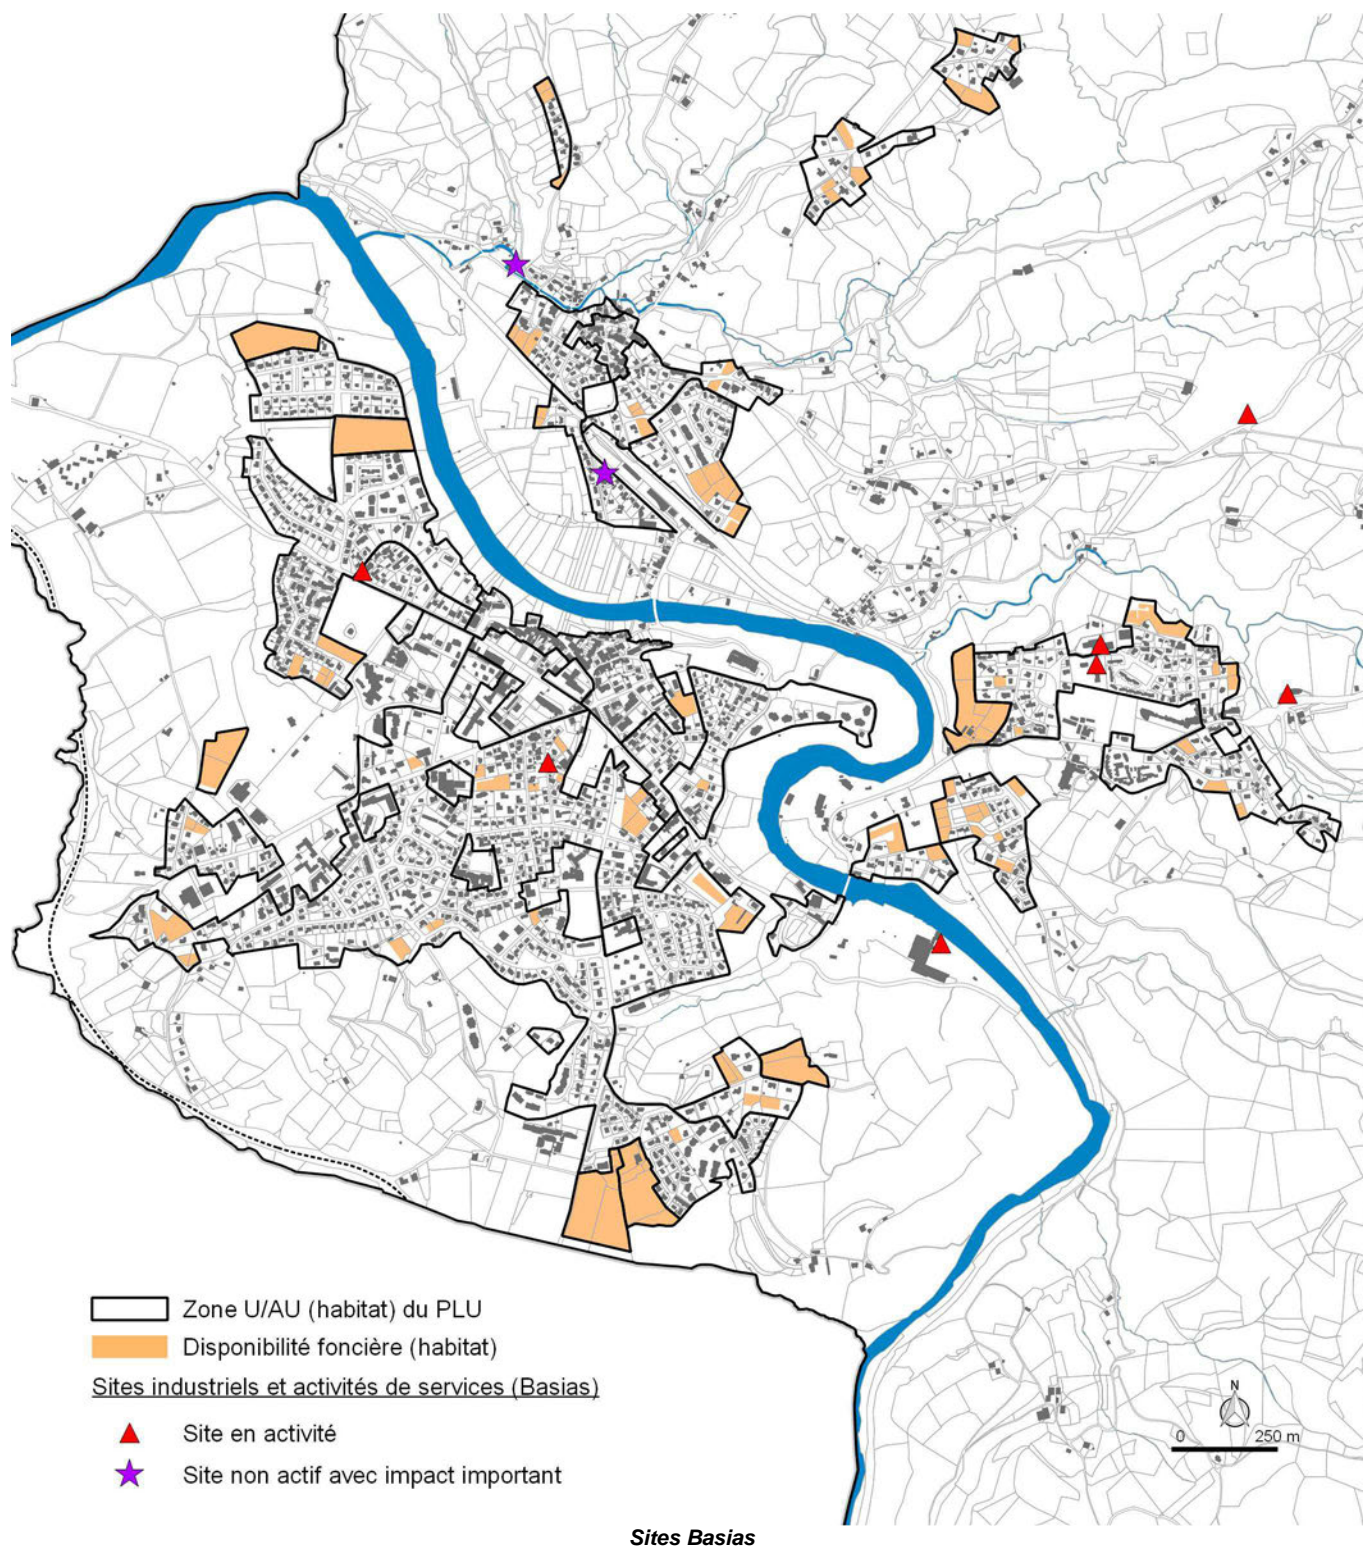 Zone U/AU (habitat) du PLU
Disponibilité foncière (habitat)
Sites industriels et activités de services (Basias)
Site en activité
Site non actif avec impact important
N
0 250 m
Sites Basias